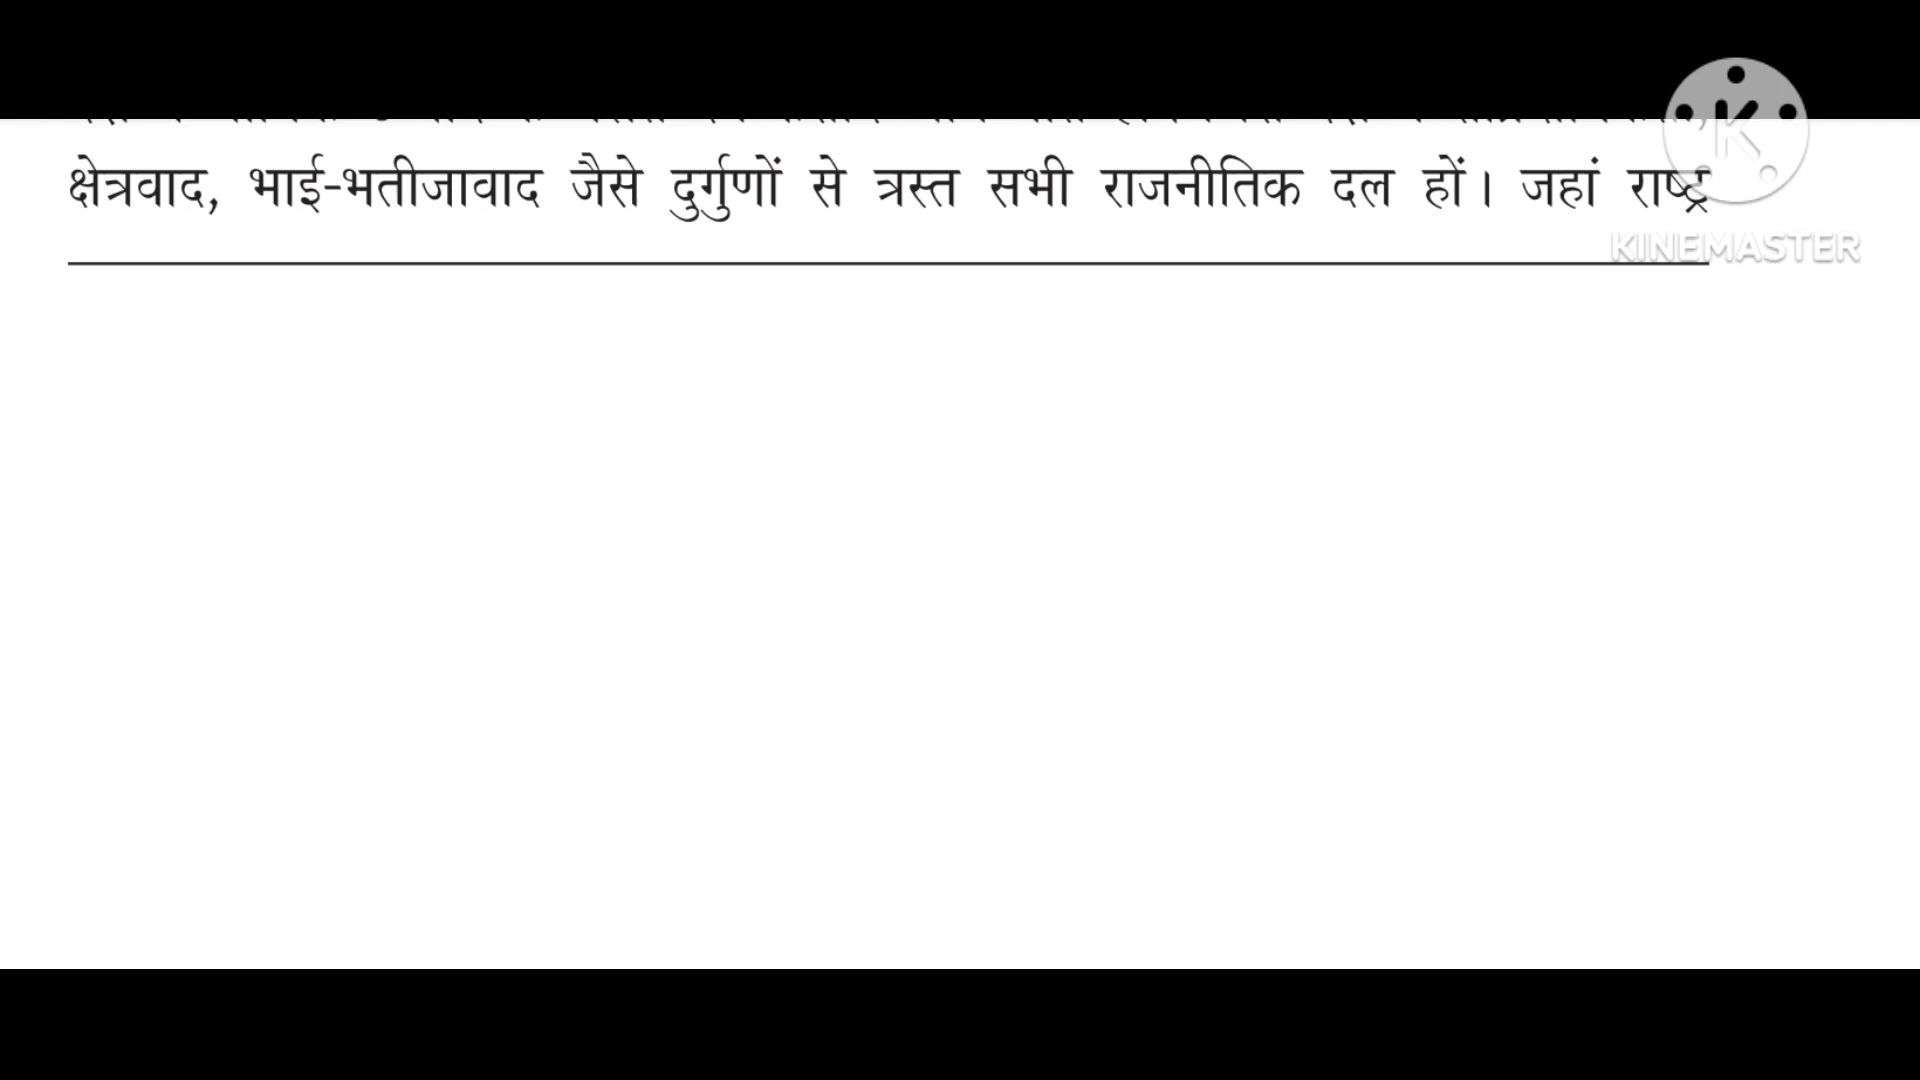 क्षेत्रवाद, भाई-भतीजावाद जैसे दुर्गुणों से त्रस्त सभी राजनीतिक दल हों। जहां राष्ट्र
KINEMASTER